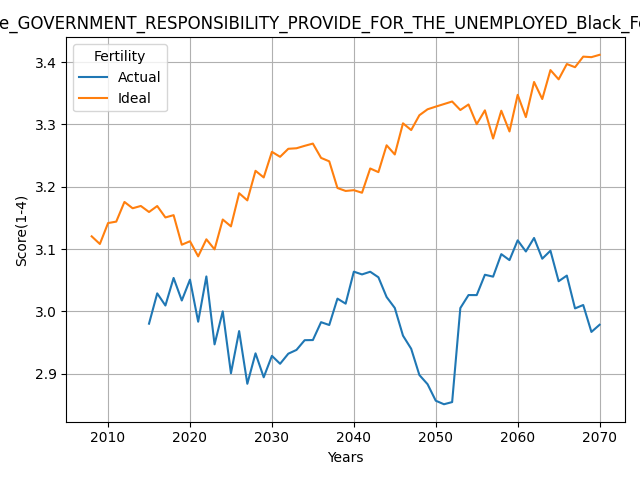 e_GOVERNMENT_RESPONSIBILITY_PROVIDE_FOR_THE_UNEMPLOYED_Black_Fe
Fertility
Actual
Ideal
3.4
3.3
3.2
3.1
3.0
2.9
Score(1-4)
2010 2020 2030 2040 2050 2060 2070
Years